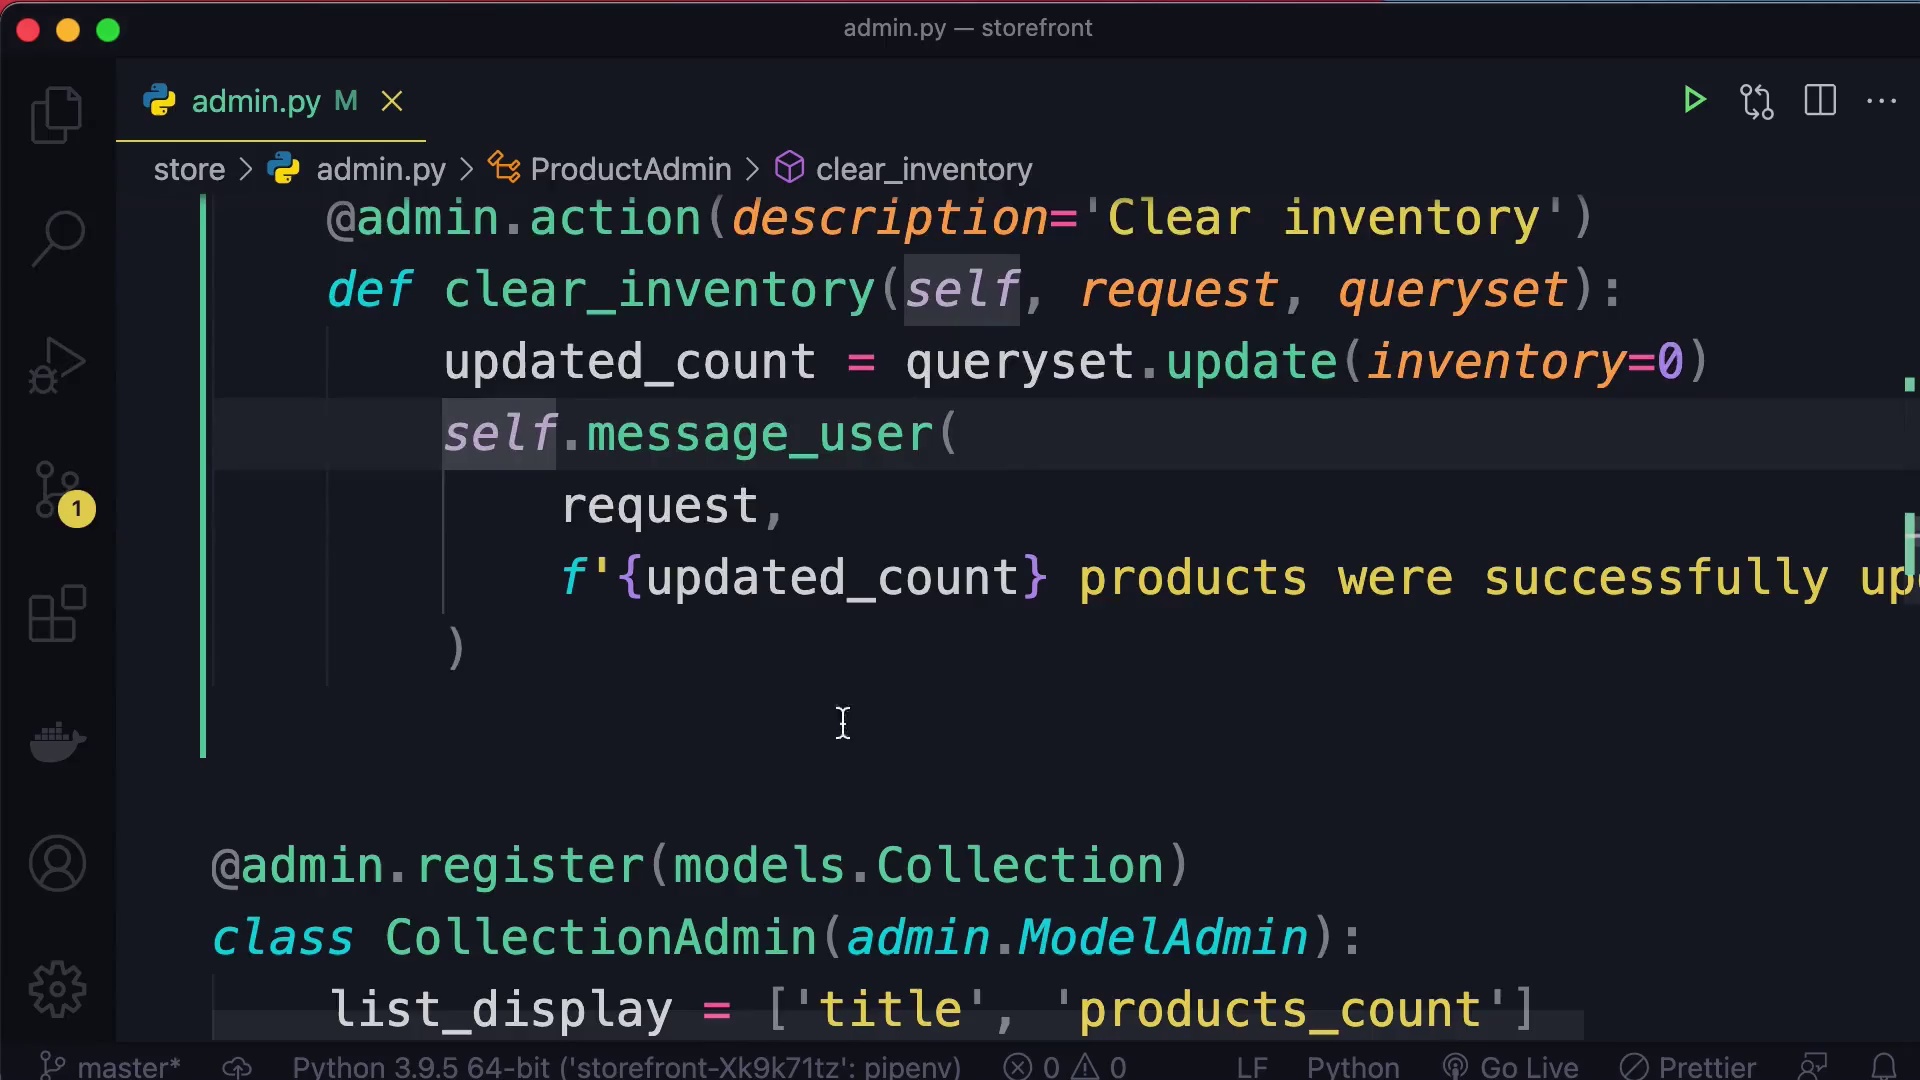 admin.py — storefront
admin.py M
store > admin.py > ProductAdmin > clear_inventory
@admin.action(description='Clear inventory')
def clear_inventory(self, request, queryset):
updated_count = queryset.update(inventory=0)
self.message_user(
request,
f'{updated_count} products were successfully up
)
1
@admin.register(models.Collection)
class CollectionAdmin(admin.ModelAdmin):
list_display = ['title', 'products_count']
master* Python 3.9.5 64-bit ('storefront-Xk9k71tz': pipenv) 0 0 LF Python Go Live Prettier